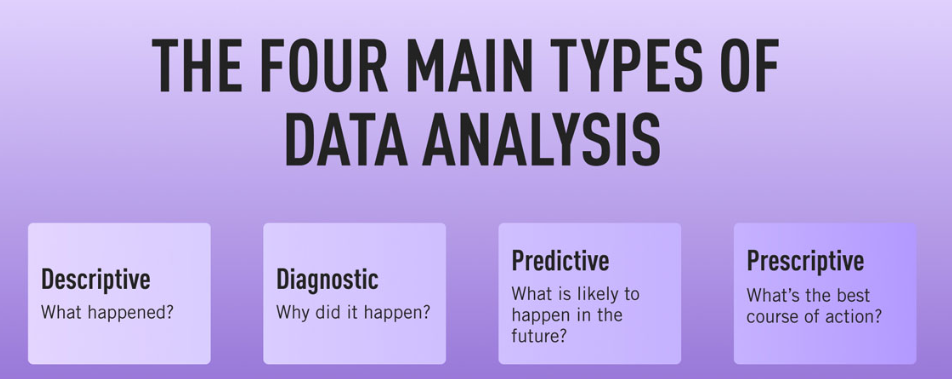 THE FOUR MAIN TYPES OF
DATA ANALYSIS
Descriptive
What happened?
Diagnostic
Why did it happen?
Predictive
What is likely to
happen in the
future?
Prescriptive
What's the best
course of action?